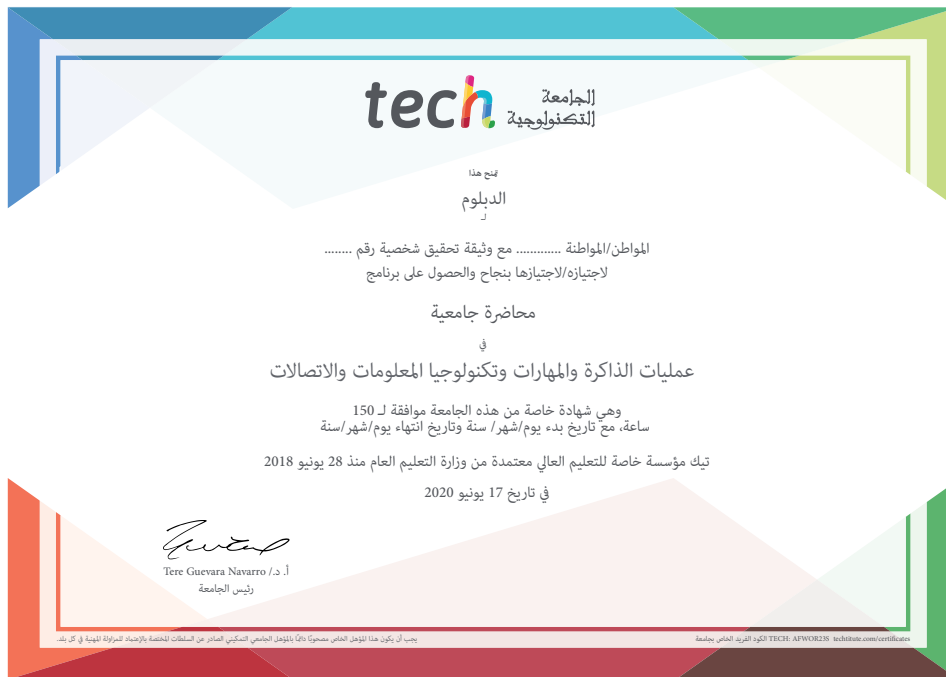 tech الجامعة
التكنولوجية
يمنح هذا
الدبلوم
لـ
المواطن/المواطنة ............. مع وثيقة تحقيق شخصية رقم ........
لاجتيازه/لاجتيازها بنجاح والحصول على برنامج
محاضرة جامعية
في
عمليات الذاكرة والمهارات وتكنولوجيا المعلومات والاتصالات
وهي شهادة خاصة من هذه الجامعة موافقة لـ 150
ساعة، مع تاريخ بدء يوم/شهر/ سنة وتاريخ انتهاء يوم/شهر/سنة
تيك مؤسسة خاصة للتعليم العالي معتمدة من وزارة التعليم العام منذ 28 يونيو 2018
في تاريخ 17 يونيو 2020
أ. د./ Tere Guevara Navarro
رئيس الجامعة
يجب أن يكون هذا المؤهل الخاص مصحوبًا دائمًا بالمؤهل الجامعي التمكيني الصادر عن السلطات المختصة بالإعتماد للمزاولة المهنية في كل بلد.
الكود الفريد الخاص بجامعة TECH: AFWOR23S techtitute.com/certificates